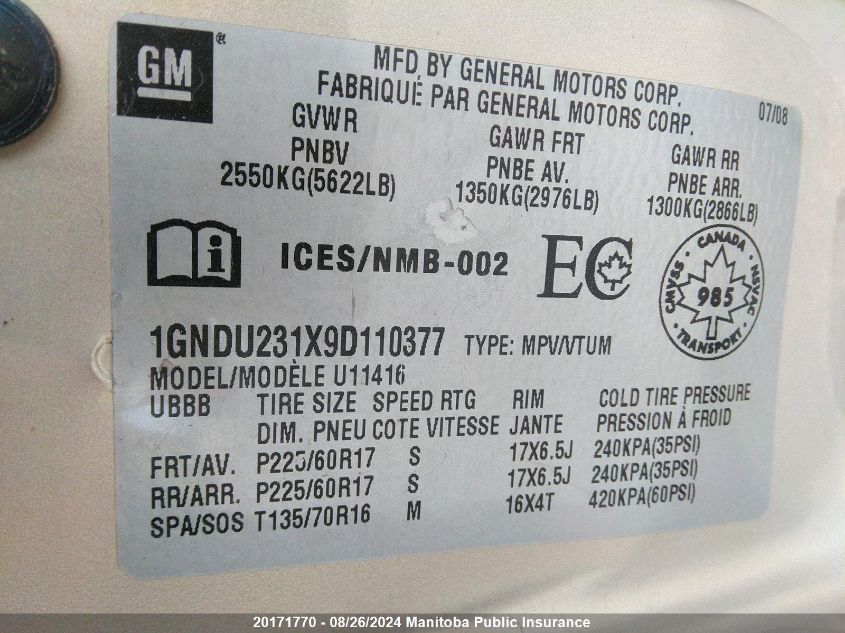 GM
MFD BY GENERAL MOTORS CORP.
FABRIQUÉ PAR GENERAL MOTORS CORP.
07/08
GVWR GAWR FRT GAWR RR
PNBV PNBE AV. PNBE ARR.
2550KG(5622LB) 1350KG(2976LB) 1300KG(2866LB)
i ICES/NMB-002 EC
CANADA
CMVSS 985 NSVAC
TRANSPORT
1GNDU231X9D110377 TYPE: MPV/VTUM
MODEL/MODÈLE U11416
UBBB TIRE SIZE SPEED RTG RIM COLD TIRE PRESSURE
DIM. PNEU COTE VITESSE JANTE PRESSION À FROID
FRT/AV. P225/60R17 S 17X6.5J 240KPA(35PSI)
RR/ARR. P225/60R17 S 17X6.5J 240KPA(35PSI)
SPA/SOS T135/70R16 M 16X4T 420KPA(60PSI)
20171770 - 08/26/2024 Manitoba Public Insurance